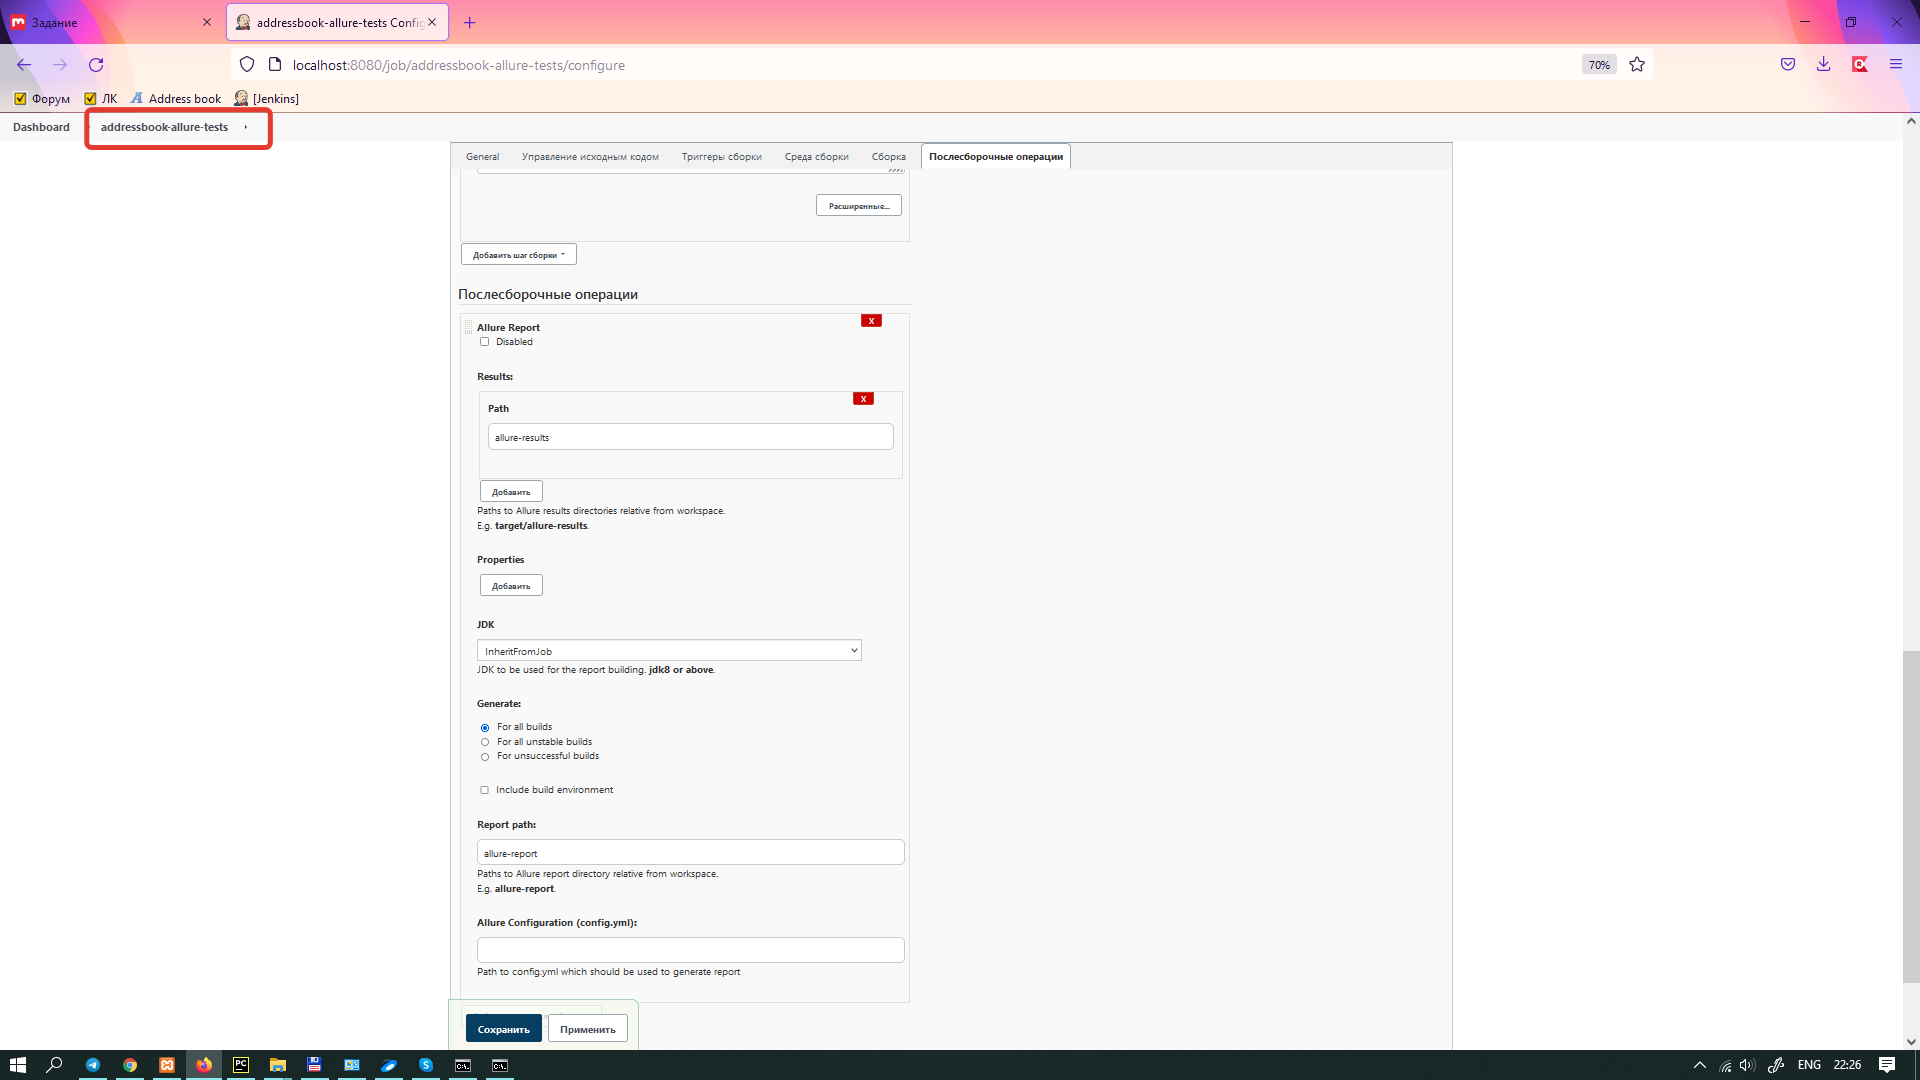 Задание
addressbook-allure-tests Config
localhost:8080/job/addressbook-allure-tests/configure
70%
Форум
ЛК
Address book
[Jenkins]
Dashboard
addressbook-allure-tests
General
Управление исходным кодом
Триггеры сборки
Среда сборки
Сборка
Послесборочные операции
Расширенные...
Добавить шаг сборки
Послесборочные операции
X
Allure Report
Disabled
Results:
X
Path
allure-results
Добавить
Paths to Allure results directories relative from workspace.
E.g. target/allure-results.
Properties
Добавить
JDK
InheritFromJob
JDK to be used for the report building. jdk8 or above.
Generate:
For all builds
For all unstable builds
For unsuccessful builds
Include build environment
Report path:
allure-report
Paths to Allure report directory relative from workspace.
E.g. allure-report.
Allure Configuration (config.yml):
Path to config.yml which should be used to generate report
Сохранить
Применить
ENG
22:26